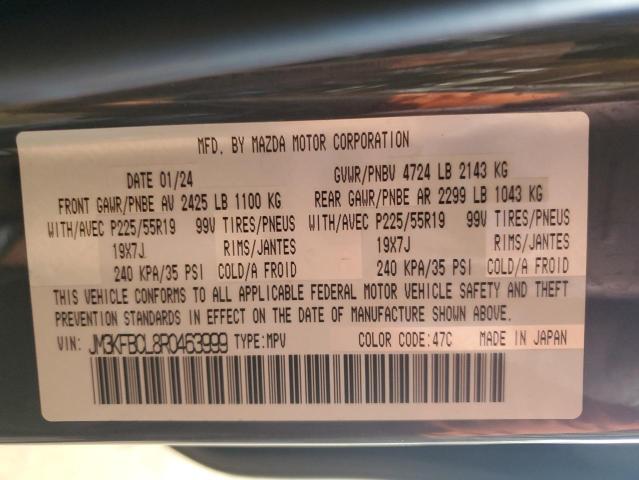 MFD. BY MAZDA MOTOR CORPORATION
DATE 01/24 GVWR/PNBV 4724 LB 2143 KG
FRONT GAWR/PNBE AV 2425 LB 1100 KG REAR GAWR/PNBE AR 2299 LB 1043 KG
WITH/AVEC P225/55R19 99V TIRES/PNEUS WITH/AVEC P225/55R19 99V TIRES/PNEUS
19X7J RIMS/JANTES 19X7J RIMS/JANTES
240 KPA/35 PSI COLD/A FROID 240 KPA/35 PSI COLD/A FROID
THIS VEHICLE CONFORMS TO ALL APPLICABLE FEDERAL MOTOR VEHICLE SAFETY AND THEFT
PREVENTION STANDARDS IN EFFECT ON THE DATE OF MANUFACTURE SHOWN ABOVE.
VIN: JM3KFBCL8R0463999 TYPE: MPV COLOR CODE: 47C MADE IN JAPAN